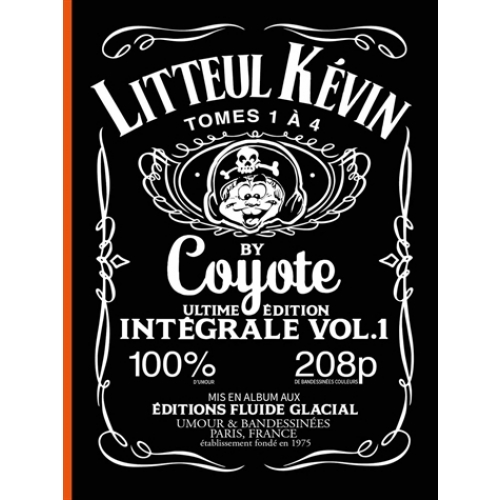 LITTEUL KÉVIN
TOMES 1 À 4
BY
Coyote
ULTIME ÉDITION
INTÉGRALE VOL.1
100% 208p
D'UMOUR DE BANDESSINÉES COULEURS
MIS EN ALBUM AUX
ÉDITIONS FLUIDE GLACIAL
UMOUR & BANDESSINÉES
PARIS, FRANCE
établissement fondé en 1975